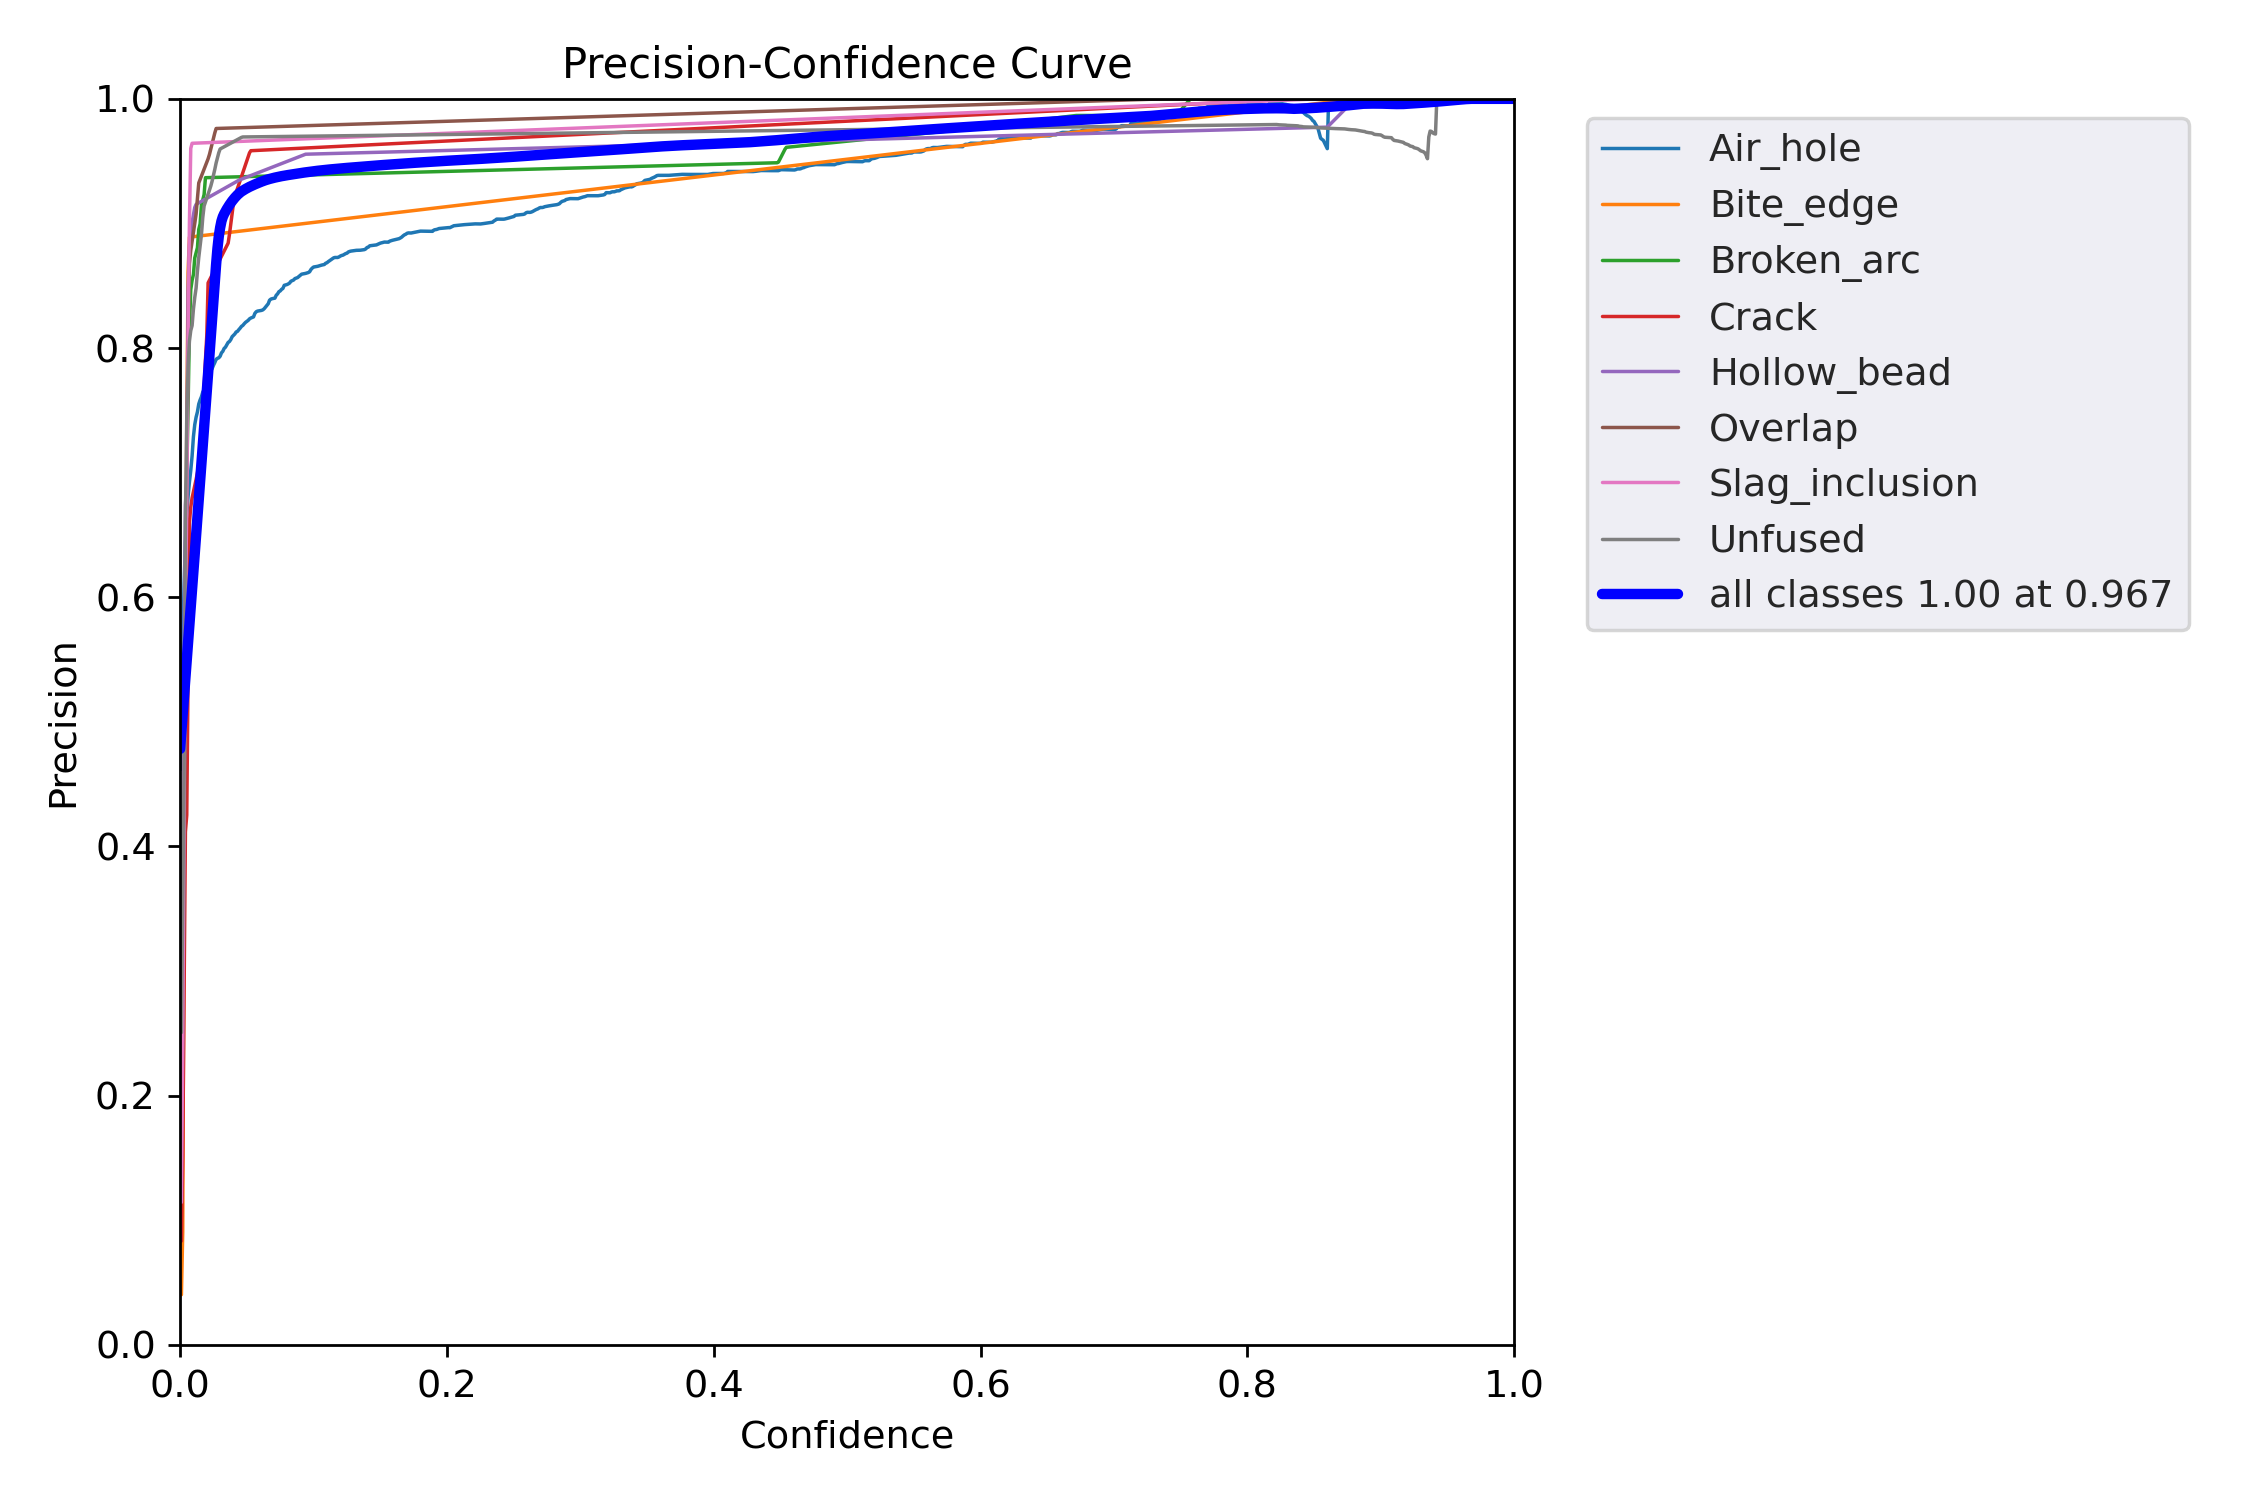 Precision-Confidence Curve
1.0
0.8
0.6
0.4
0.2
0.0
Precision
0.0 0.2 0.4 0.6 0.8 1.0
Confidence
Air_hole
Bite_edge
Broken_arc
Crack
Hollow_bead
Overlap
Slag_inclusion
Unfused
all classes 1.00 at 0.967